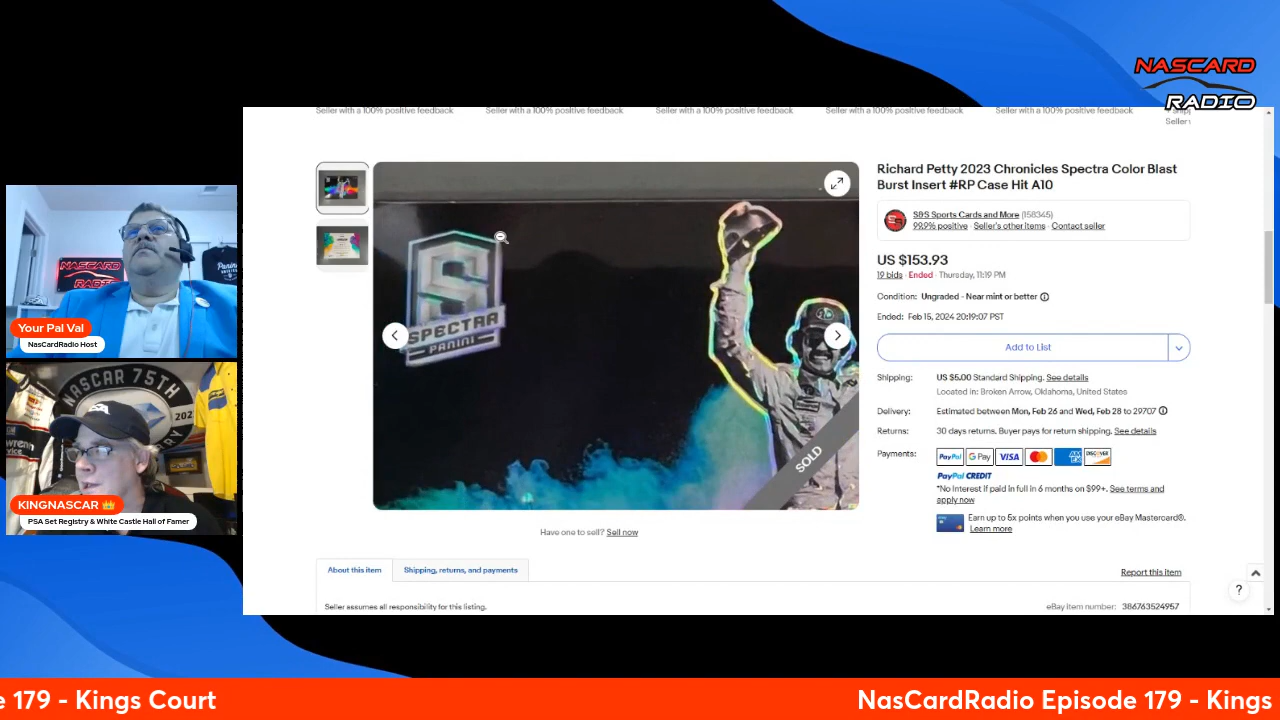 NASCARD
RADIO
Seller with a 100% positive feedback
Seller with a 100% positive feedback
Seller with a 100% positive feedback
Seller with a 100% positive feedback
Seller with a 100% positive feedback
Richard Petty 2023 Chronicles Spectra Color Blast
Burst Insert #RP Case Hit A10
S&S Sports Cards and More (158345)
99.9% positive · Seller's other items · Contact seller
US $153.93
19 bids · Ended · Thursday, 11:19 PM
Condition: Ungraded - Near mint or better
Ended: Feb 15, 2024 20:19:07 PST
Add to List
Shipping: US $5.00 Standard Shipping. See details
Located in: Broken Arrow, Oklahoma, United States
Delivery: Estimated between Mon, Feb 26 and Wed, Feb 28 to 29707
Returns: 30 days returns. Buyer pays for return shipping. See details
Payments: PayPal G Pay VISA MasterCard DISCOVER
PayPal CREDIT
*No Interest if paid in full in 6 months on $99+. See terms and
apply now
Earn up to 5x points when you use your eBay Mastercard®.
Learn more
S
SPECTRA
PANINI
SOLD
Have one to sell? Sell now
About this item
Shipping, returns, and payments
Report this item
Seller assumes all responsibility for this listing.
eBay item number: 386763524957
?
NASCARD
RADIO
Your Pal Val
NasCardRadio Host
NASCAR 75TH
KINGNASCAR
PSA Set Registry & White Castle Hall of Famer
e 179 - Kings Court
NasCardRadio Episode 179 - Kings